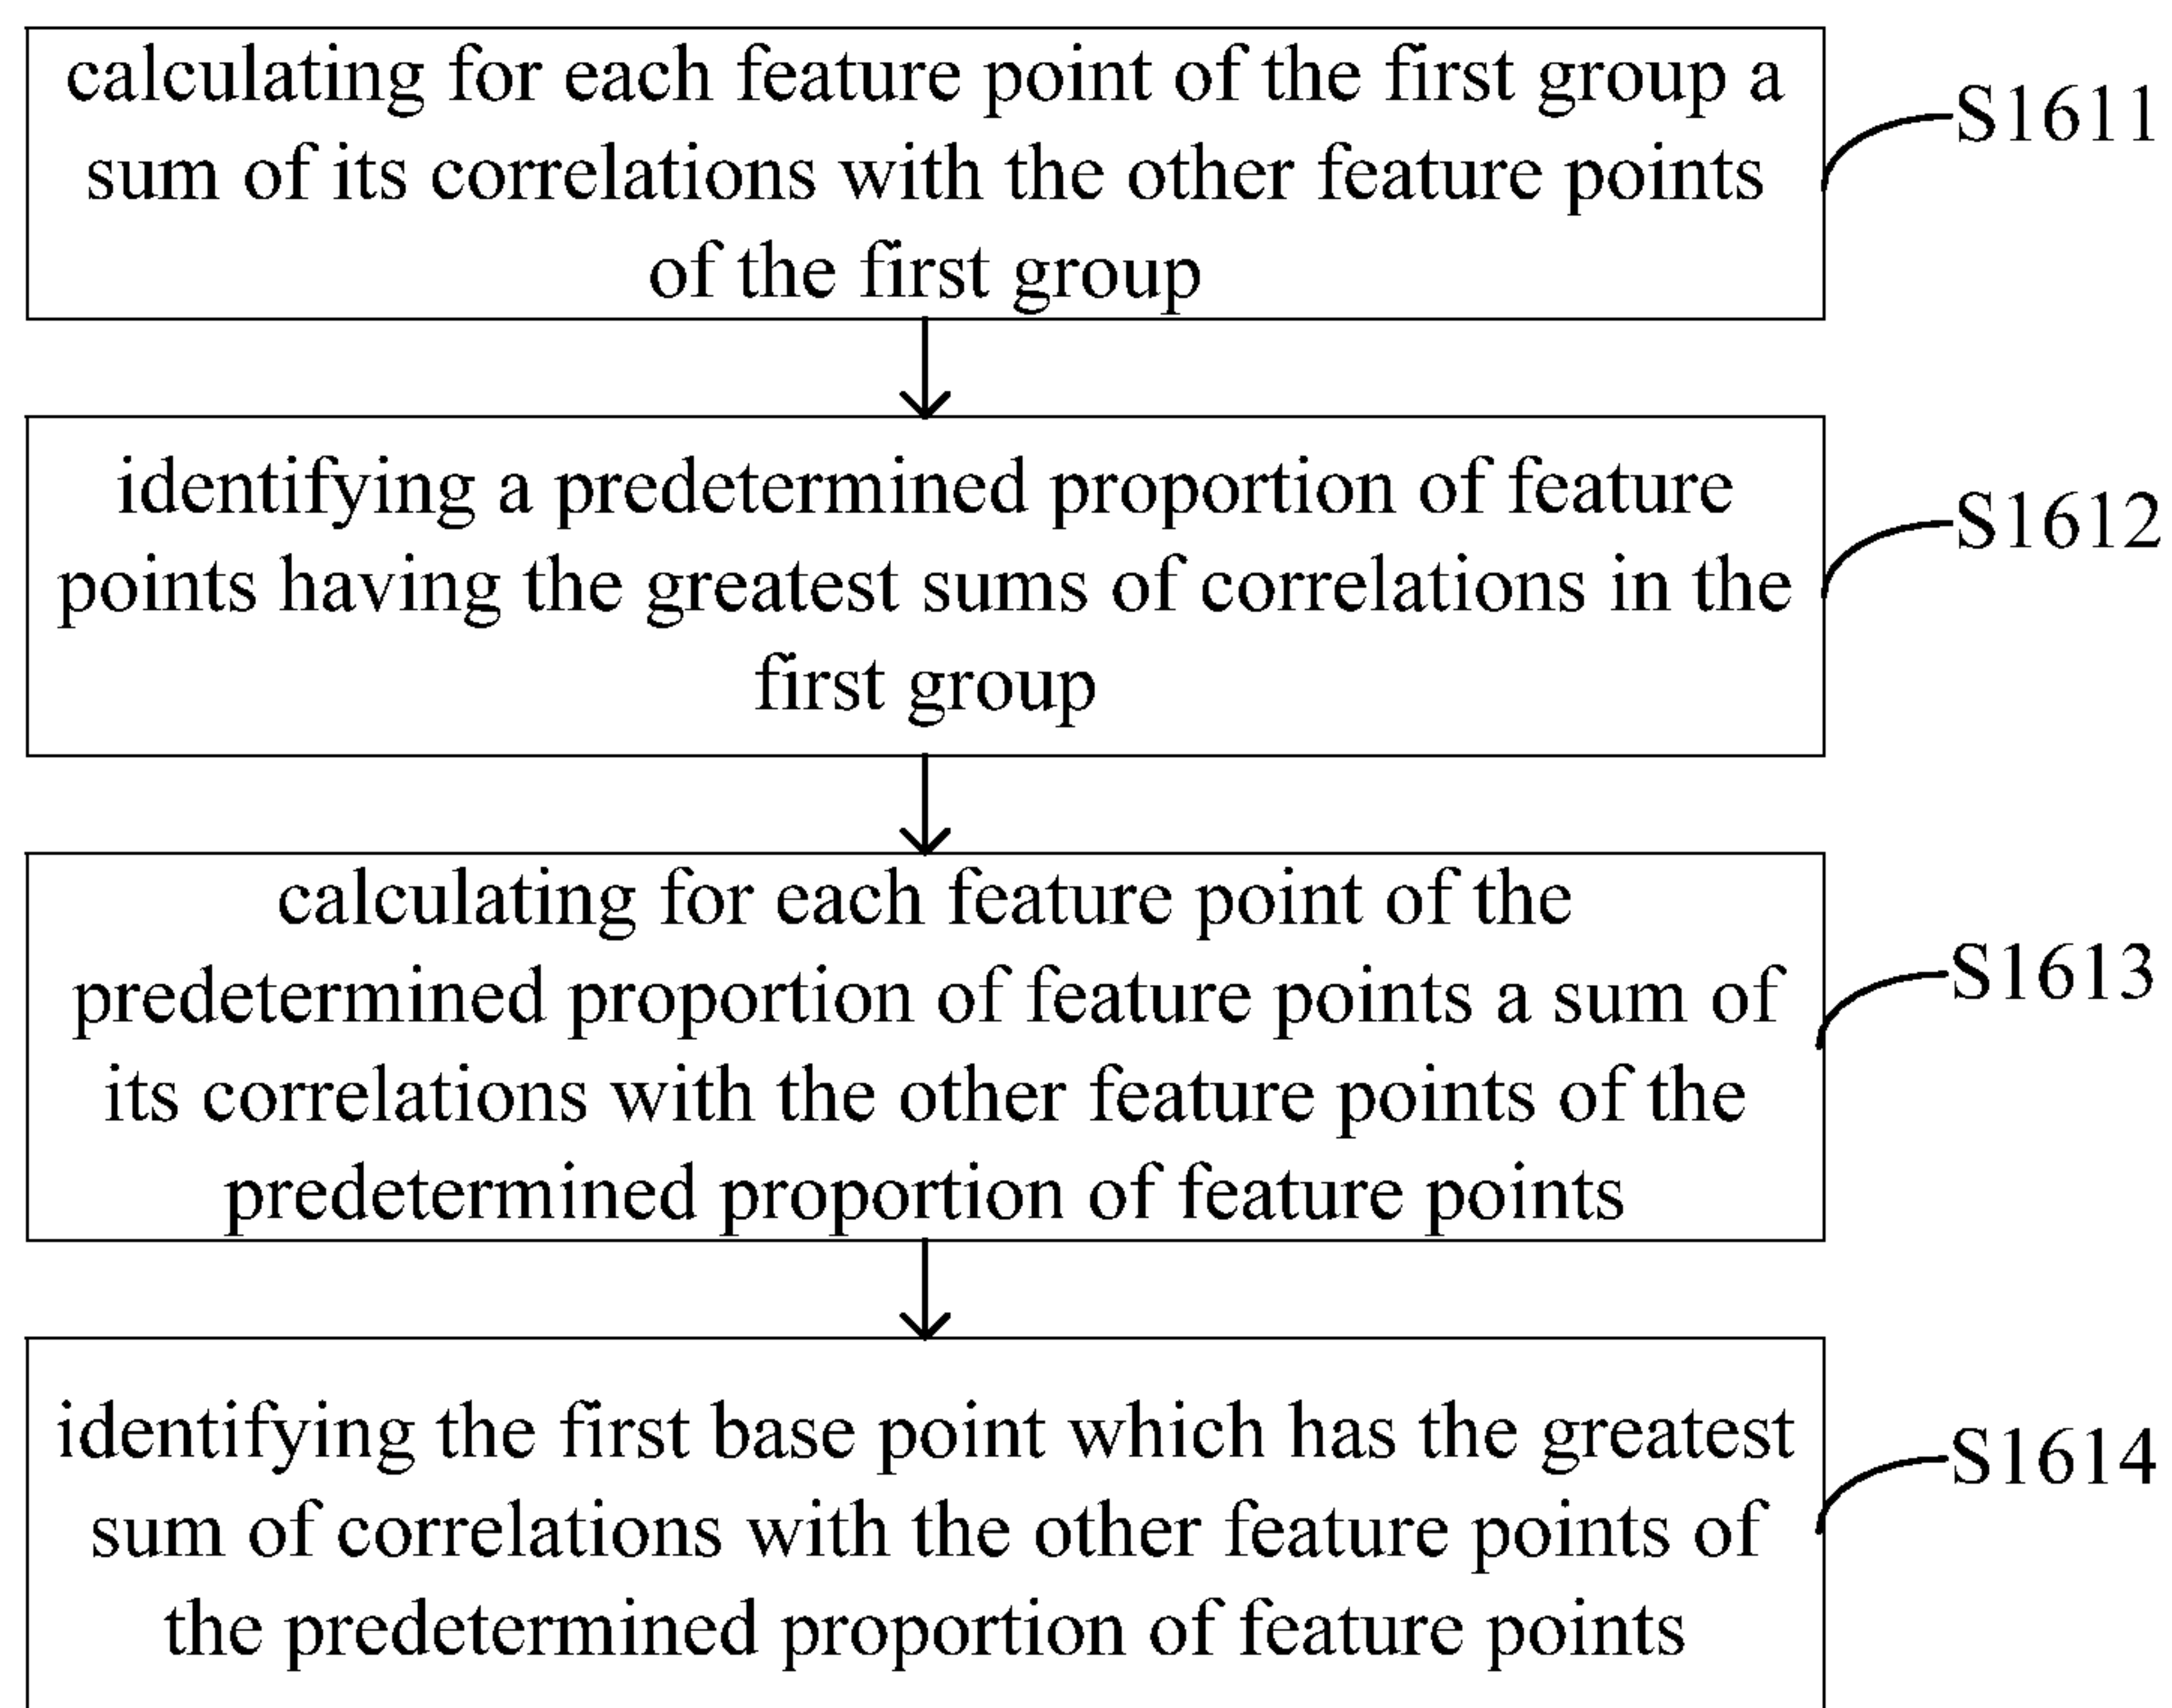 calculating for each feature point of the first group a
sum of its correlations with the other feature points
of the first group
S1611
identifying a predetermined proportion of feature
points having the greatest sums of correlations in the
first group
S1612
calculating for each feature point of the
predetermined proportion of feature points a sum of
its correlations with the other feature points of the
predetermined proportion of feature points
S1613
identifying the first base point which has the greatest
sum of correlations with the other feature points of
the predetermined proportion of feature points
S1614